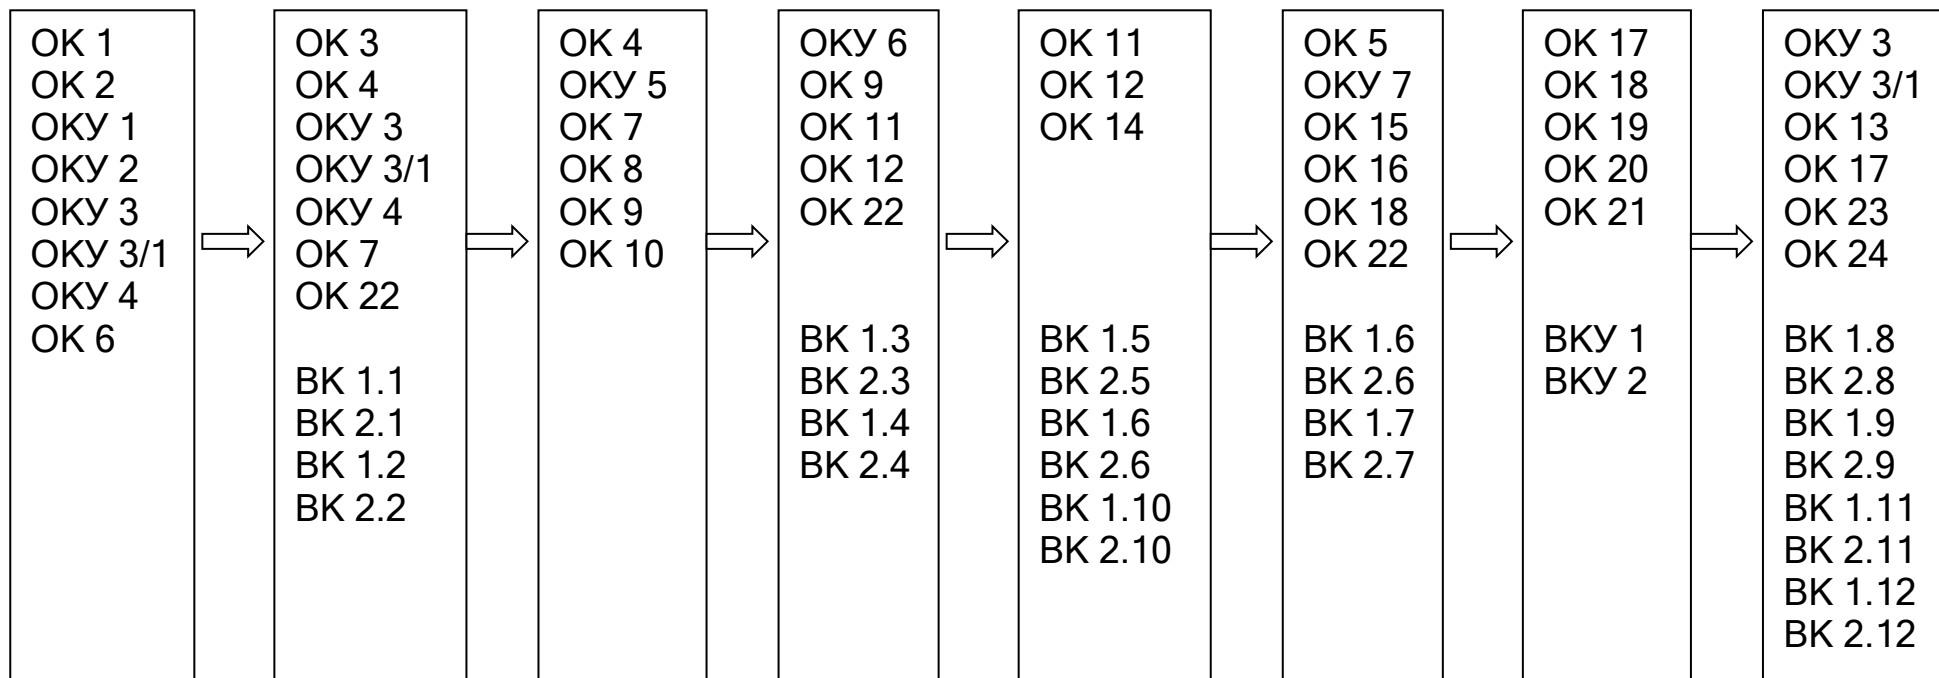 ОК 1
ОК 2
ОКУ 1
ОКУ 2
ОКУ 3
ОКУ 3/1
ОКУ 4
ОК 6
ОК 3
ОК 4
ОКУ 3
ОКУ 3/1
ОКУ 4
ОК 7
ОК 22
ВК 1.1
ВК 2.1
ВК 1.2
ВК 2.2
ОК 4
ОКУ 5
ОК 7
ОК 8
ОК 9
ОК 10
ОКУ 6
ОК 9
ОК 11
ОК 12
ОК 22
ВК 1.3
ВК 2.3
ВК 1.4
ВК 2.4
ОК 11
ОК 12
ОК 14
ВК 1.5
ВК 2.5
ВК 1.6
ВК 2.6
ВК 1.10
ВК 2.10
ОК 5
ОКУ 7
ОК 15
ОК 16
ОК 18
ОК 22
ВК 1.6
ВК 2.6
ВК 1.7
ВК 2.7
ОК 17
ОК 18
ОК 19
ОК 20
ОК 21
ВКУ 1
ВКУ 2
ОКУ 3
ОКУ 3/1
ОК 13
ОК 17
ОК 23
ОК 24
ВК 1.8
ВК 2.8
ВК 1.9
ВК 2.9
ВК 1.11
ВК 2.11
ВК 1.12
ВК 2.12